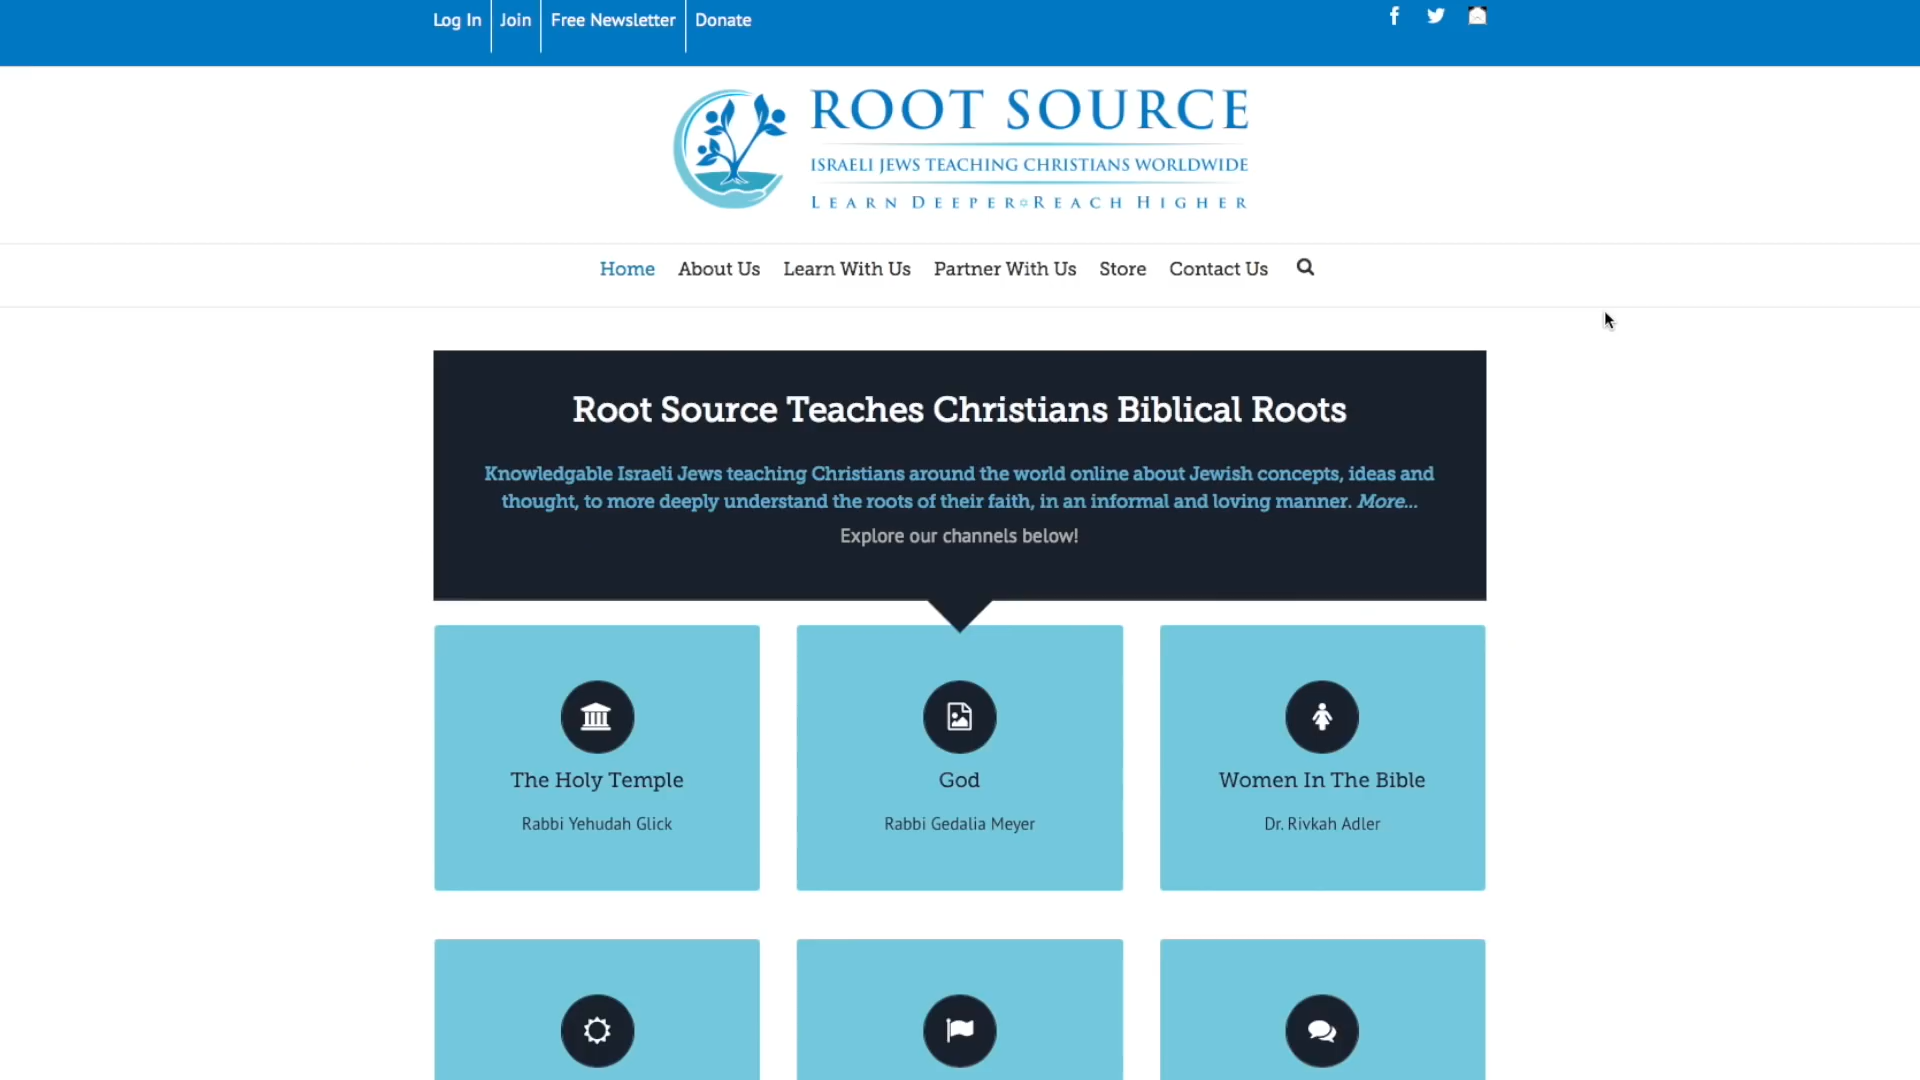 Log In
Join
Free Newsletter
Donate
ROOT SOURCE
ISRAELI JEWS TEACHING CHRISTIANS WORLDWIDE
LEARN DEEPER✡REACH HIGHER
Home
About Us
Learn With Us
Partner With Us
Store
Contact Us
Root Source Teaches Christians Biblical Roots
Knowledgable Israeli Jews teaching Christians around the world online about Jewish concepts, ideas and
thought, to more deeply understand the roots of their faith, in an informal and loving manner. More...
Explore our channels below!
The Holy Temple
Rabbi Yehudah Glick
God
Rabbi Gedalia Meyer
Women In The Bible
Dr. Rivkah Adler